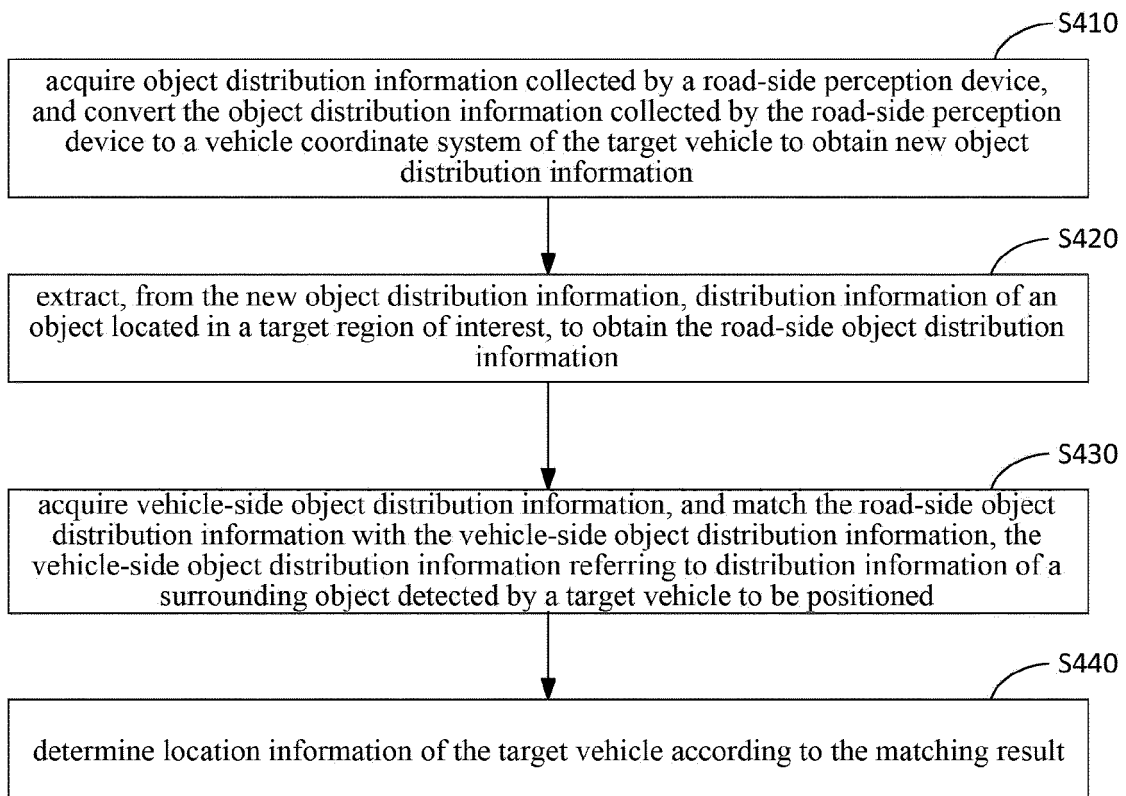 S410
acquire object distribution information collected by a road-side perception device,
and convert the object distribution information collected by the road-side perception
device to a vehicle coordinate system of the target vehicle to obtain new object
distribution information
S420
extract, from the new object distribution information, distribution information of an
object located in a target region of interest, to obtain the road-side object distribution
information
S430
acquire vehicle-side object distribution information, and match the road-side object
distribution information with the vehicle-side object distribution information, the
vehicle-side object distribution information referring to distribution information of a
surrounding object detected by a target vehicle to be positioned
S440
determine location information of the target vehicle according to the matching result